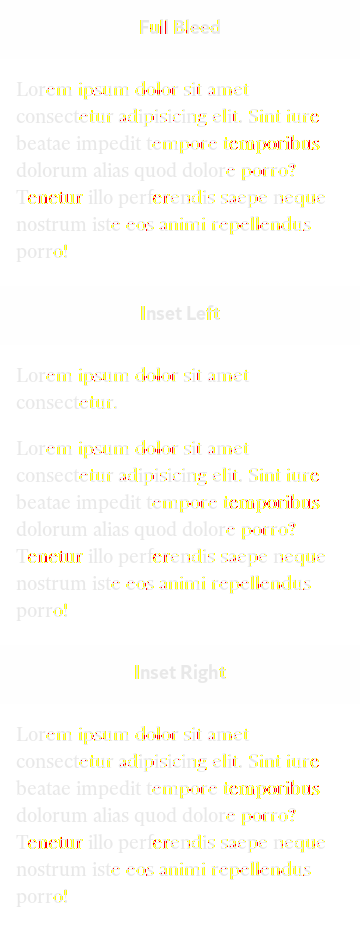 Full Bleed
Lorem ipsum dolor sit amet
consectetur adipisicing elit. Sint iure
beatae impedit tempore temporibus
dolorum alias quod dolore porro?
Tenetur illo perferendis saepe neque
nostrum iste eos animi repellendus
porro!
Inset Left
Lorem ipsum dolor sit amet
consectetur.
Lorem ipsum dolor sit amet
consectetur adipisicing elit. Sint iure
beatae impedit tempore temporibus
dolorum alias quod dolore porro?
Tenetur illo perferendis saepe neque
nostrum iste eos animi repellendus
porro!
Inset Right
Lorem ipsum dolor sit amet
consectetur adipisicing elit. Sint iure
beatae impedit tempore temporibus
dolorum alias quod dolore porro?
Tenetur illo perferendis saepe neque
nostrum iste eos animi repellendus
porro!